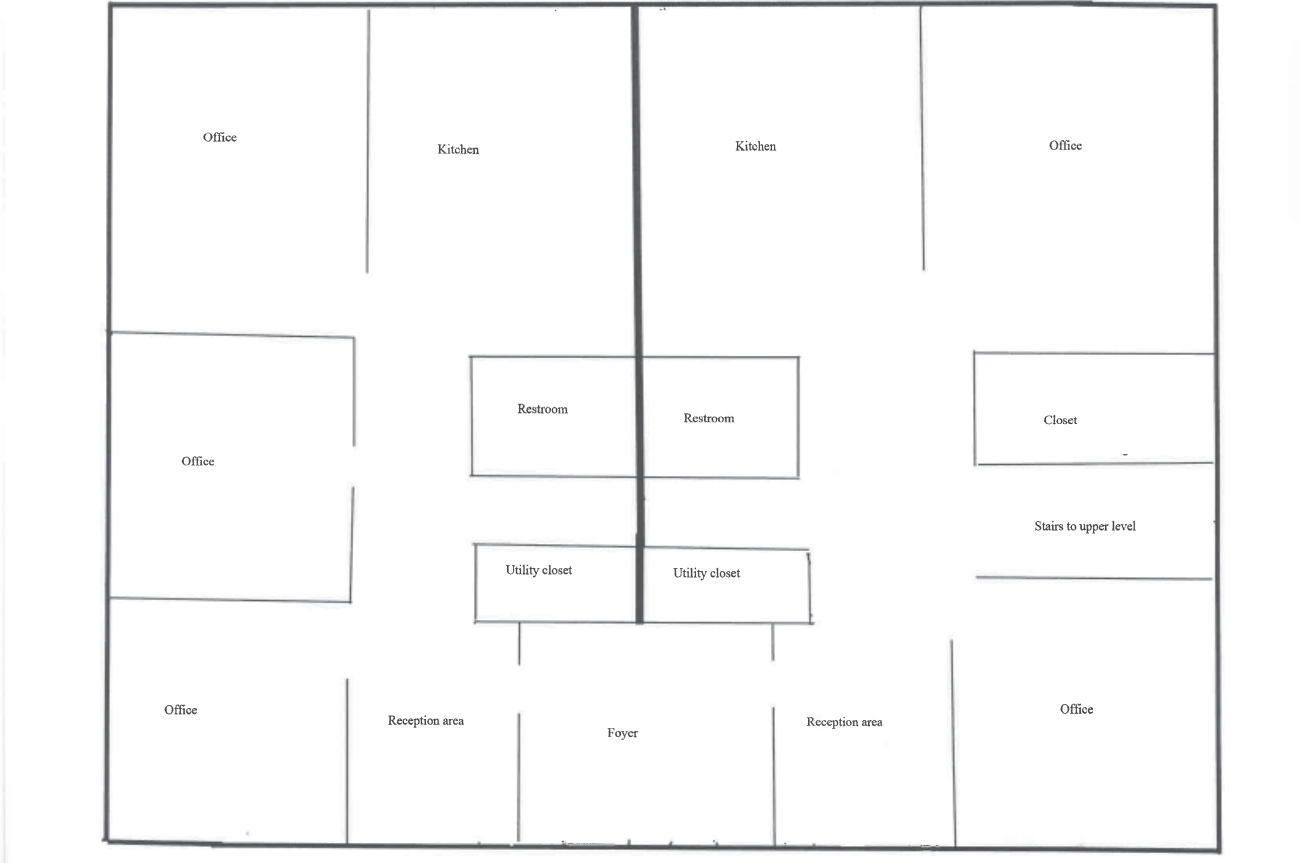 Office
Kitchen
Kitchen
Office
Restroom
Restroom
Closet
Office
Stairs to upper level
Utility closet
Utility closet
Office
Reception area
Foyer
Reception area
Office